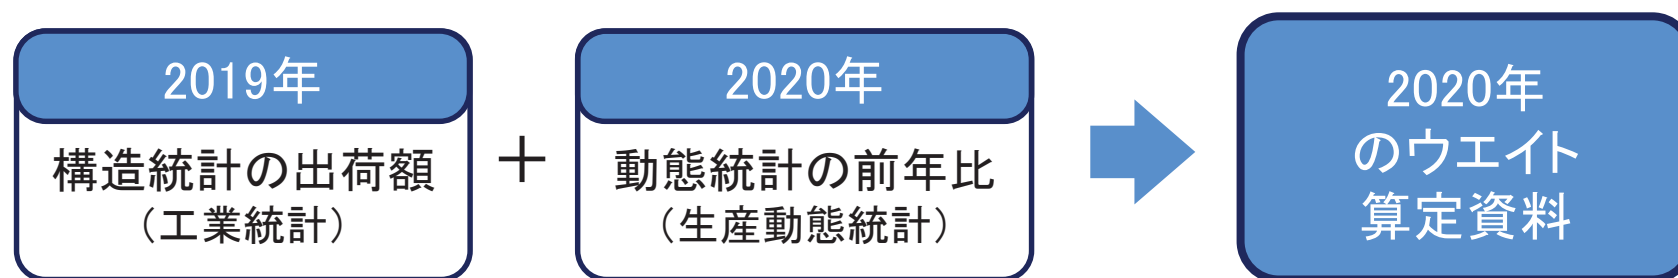 2019年
構造統計の出荷額
（工業統計）
＋
2020年
動態統計の前年比
（生産動態統計）
2020年
のウエイト
算定資料